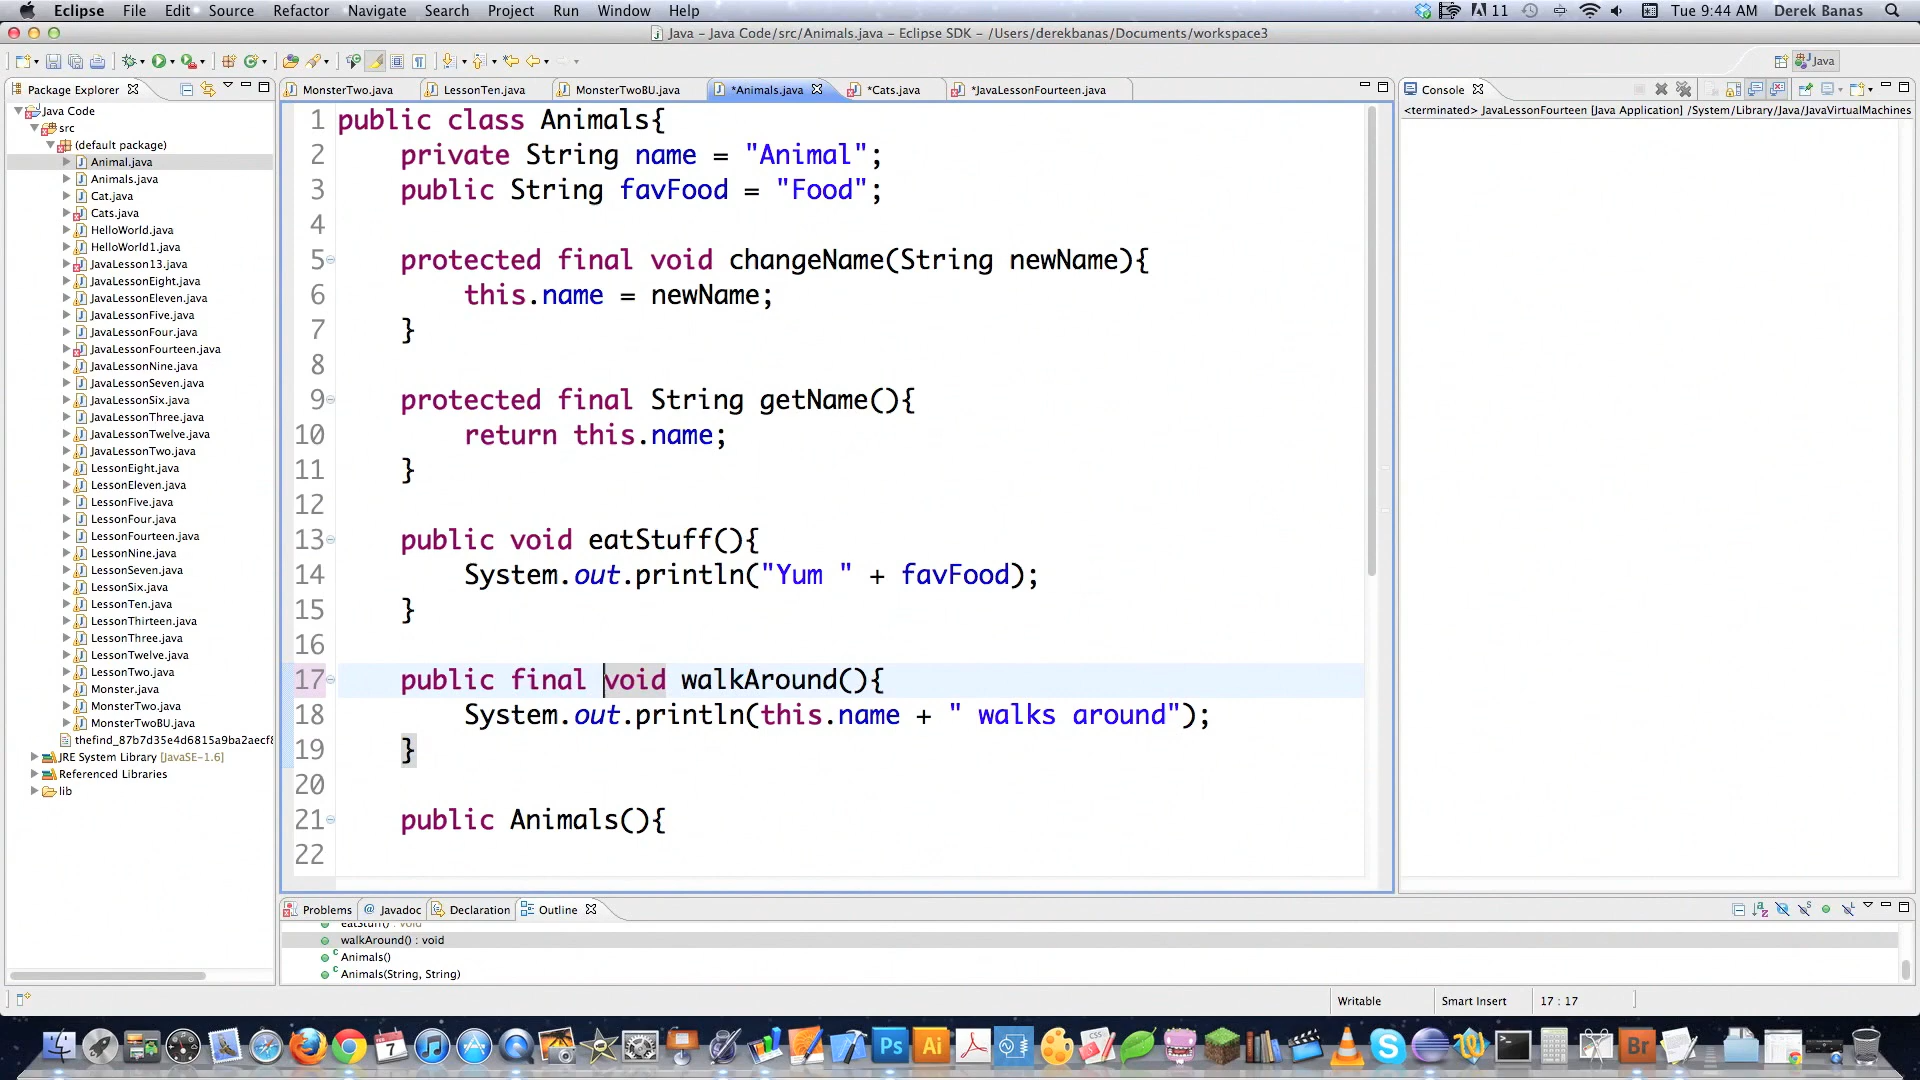 Eclipse File Edit Source Refactor Navigate Search Project Run Window Help 11 Tue 9:44 AM Derek Banas
Java - Java Code/src/Animals.java - Eclipse SDK - /Users/derekbanas/Documents/workspace3
Java
Package Explorer
MonsterTwo.java
LessonTen.java
MonsterTwoBU.java
*Animals.java
*Cats.java
*JavaLessonFourteen.java
Console
<terminated> JavaLessonFourteen [Java Application] /System/Library/Java/JavaVirtualMachines
Java Code
src
(default package)
Animal.java
Animals.java
Cat.java
Cats.java
HelloWorld.java
HelloWorld1.java
JavaLesson13.java
JavaLessonEight.java
JavaLessonEleven.java
JavaLessonFive.java
JavaLessonFour.java
JavaLessonFourteen.java
JavaLessonNine.java
JavaLessonSeven.java
JavaLessonSix.java
JavaLessonThree.java
JavaLessonTwelve.java
JavaLessonTwo.java
LessonEight.java
LessonEleven.java
LessonFive.java
LessonFour.java
LessonFourteen.java
LessonNine.java
LessonSeven.java
LessonSix.java
LessonTen.java
LessonThirteen.java
LessonThree.java
LessonTwelve.java
LessonTwo.java
Monster.java
MonsterTwo.java
MonsterTwoBU.java
thefind_87b7d35e4d6815a9ba2aecf8
JRE System Library [JavaSE-1.6]
Referenced Libraries
lib
1 public class Animals{
2 private String name = "Animal";
3 public String favFood = "Food";
4
5 protected final void changeName(String newName){
6 this.name = newName;
7 }
8
9 protected final String getName(){
10 return this.name;
11 }
12
13 public void eatStuff(){
14 System.out.println("Yum " + favFood);
15 }
16
17 public final void walkAround(){
18 System.out.println(this.name + " walks around");
19 }
20
21 public Animals(){
22
Problems
@ Javadoc
Declaration
Outline
eatStuff() : void
walkAround() : void
Animals()
Animals(String, String)
Writable
Smart Insert
17 : 17
7
Ps
Ai
CSS
Br